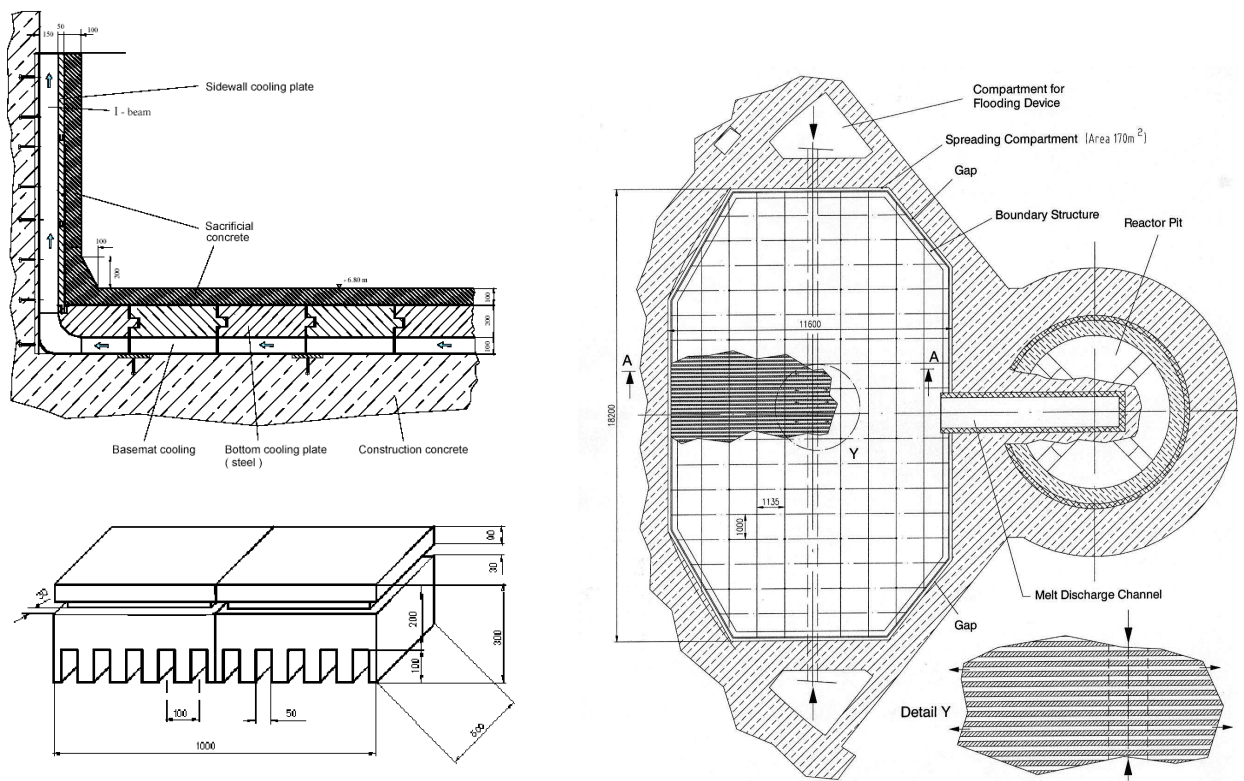 150
50
100
Sidewall cooling plate
I - beam
Sacrificial
concrete
100
200
- 6.80 m
100
200
100
Basemat cooling
Bottom cooling plate
( steel )
Construction concrete
90
30
30
200
300
100
100
50
500
1000
Compartment for
Flooding Device
Spreading Compartment (Area 170m²)
Gap
Boundary Structure
Reactor Pit
11600
A
A
18200
Y
1135
1000
Melt Discharge Channel
Gap
Detail Y